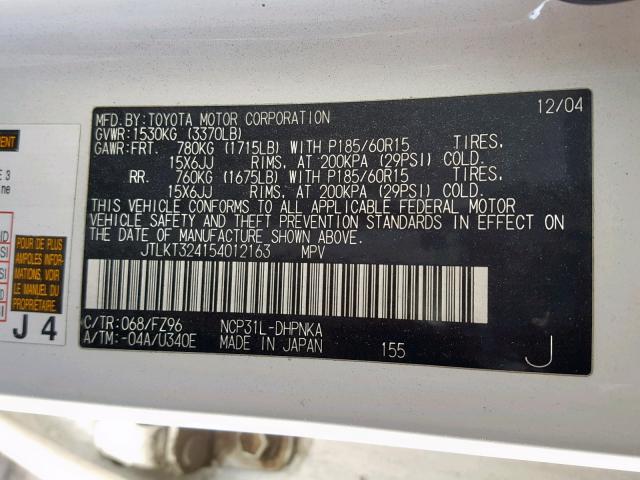 12/04
MFD.BY:TOYOTA MOTOR CORPORATION
GVWR:1530KG (3370LB)
GAWR:FRT. 780KG (1715LB) WITH P185/60R15 TIRES,
15X6JJ RIMS, AT 200KPA (29PSI) COLD.
RR. 760KG (1675LB) WITH P185/60R15 TIRES,
15X6JJ RIMS, AT 200KPA (29PSI) COLD.
THIS VEHICLE CONFORMS TO ALL APPLICABLE FEDERAL MOTOR
VEHICLE SAFETY AND THEFT PREVENTION STANDARDS IN EFFECT ON
THE DATE OF MANUFACTURE SHOWN ABOVE.
JTLKT324154012163 MPV
C/TR:068/FZ96 NCP31L-DHPNKA
A/TM:-04A/U340E MADE IN JAPAN 155
J
POUR DE PLUS
AMPLES INFOR-
MATIONS, VOIR
LE MANUEL
DU
PROPRIÉTAIRE.
J 4